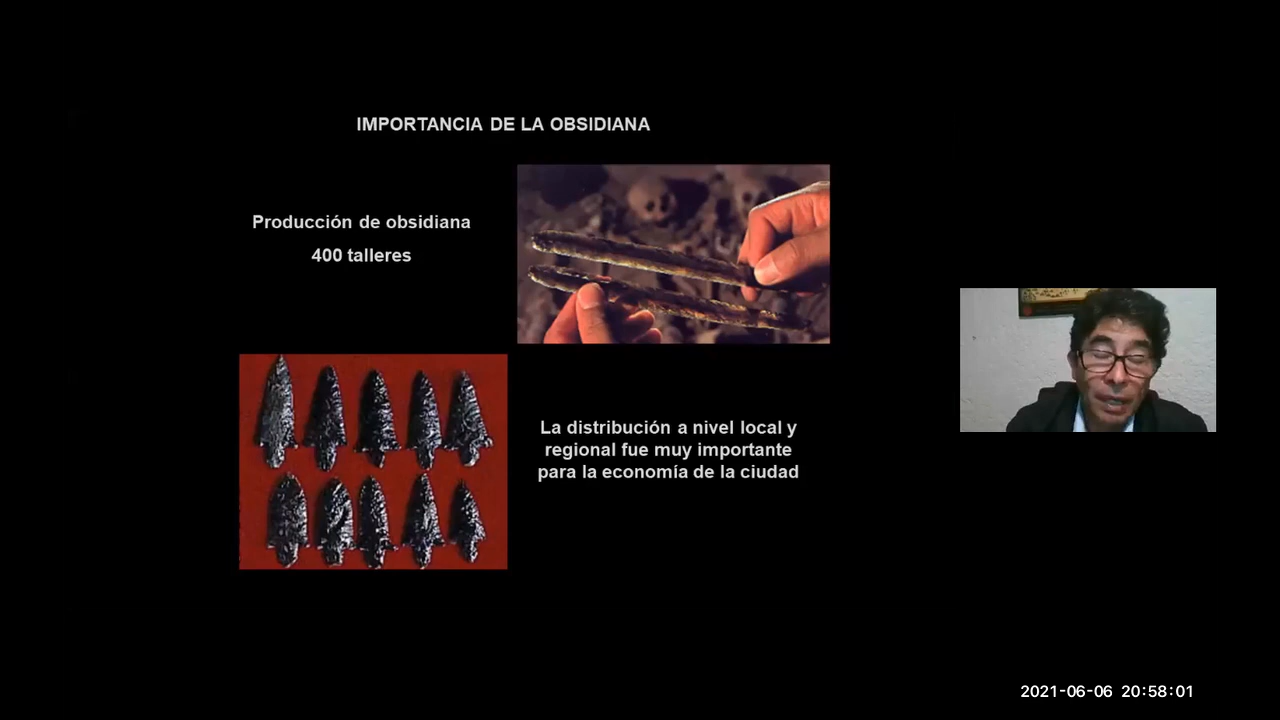 IMPORTANCIA DE LA OBSIDIANA
Producción de obsidiana
400 talleres
La distribución a nivel local y
regional fue muy importante
para la economía de la ciudad
2021-06-06 20:58:01